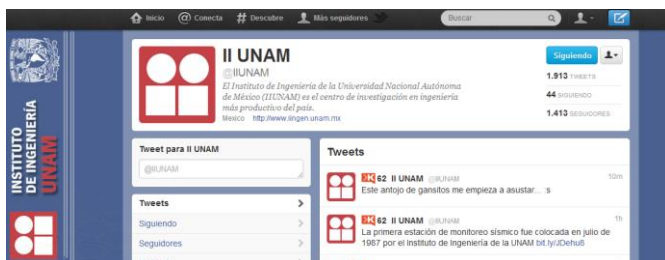 Inicio @ Conecta # Descubre Más seguidores Buscar
II UNAM
@IIUNAM
El Instituto de Ingeniería de la Universidad Nacional Autónoma
de México (IIUNAM) es el centro de investigación en ingeniería
más productivo del país.
Mexico http://www.iingen.unam.mx
Siguiendo
1.913 TWEETS
44 SIGUIENDO
1.413 SEGUIDORES
INSTITUTO
DE INGENIERÍA
UNAM
Tweet para II UNAM
@IIUNAM
Tweets
Siguiendo
Seguidores
Tweets
K 62 II UNAM @IIUNAM 10m
Este antojo de gansitos me empieza a asustar... :s
K 62 II UNAM @IIUNAM 1h
La primera estación de monitoreo sísmico fue colocada en julio de
1967 por el Instituto de Ingeniería de la UNAM bit.ly/JDehu6